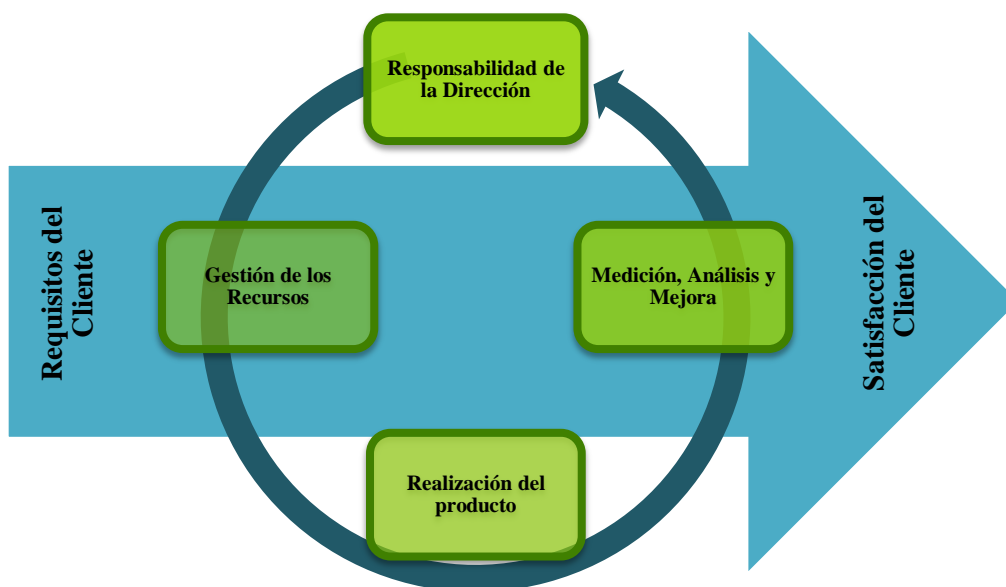 Responsabilidad de
la Dirección
Requisitos del
Cliente
Gestión de los
Recursos
Medición, Análisis y
Mejora
Satisfacción del
Cliente
Realización del
producto